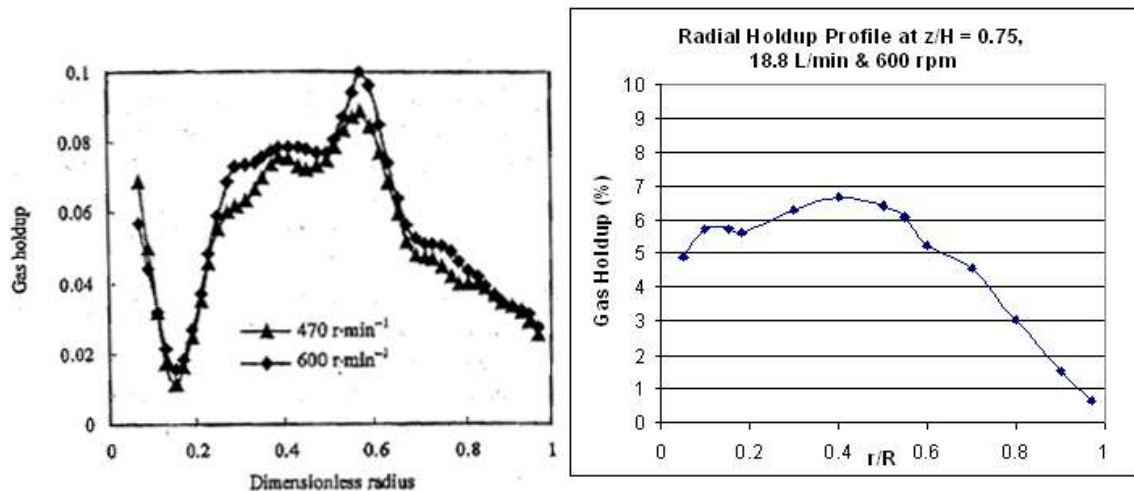 0.1
0.08
0.06
0.04
0.02
0
Gas holdup
470 r·min⁻¹
600 r·min⁻¹
0 0.2 0.4 0.6 0.8 1
Dimensionless radius
Radial Holdup Profile at z/H = 0.75,
18.8 L/min & 600 rpm
10
9
8
7
6
5
4
3
2
1
0
Gas Holdup (%)
0 0.2 0.4 0.6 0.8 1
r/R